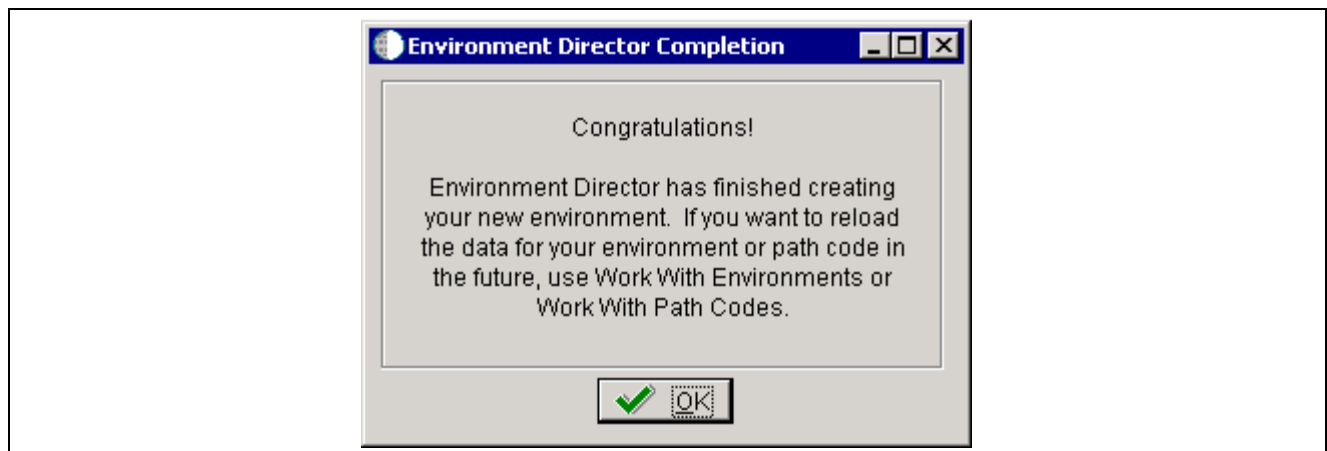 Environment Director Completion
Congratulations!
Environment Director has finished creating
your new environment.  If you want to reload
the data for your environment or path code in
the future, use Work With Environments or
Work With Path Codes.
OK